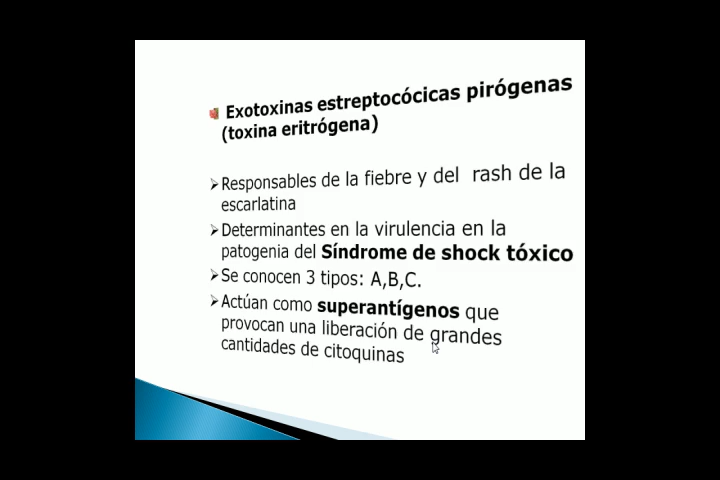 Exotoxinas estreptocócicas pirógenas
(toxina eritrógena)
Responsables de la fiebre y del rash de la
escarlatina
Determinantes en la virulencia en la
patogenia del Síndrome de shock tóxico
Se conocen 3 tipos: A,B,C.
Actúan como superantígenos que
provocan una liberación de grandes
cantidades de citoquinas